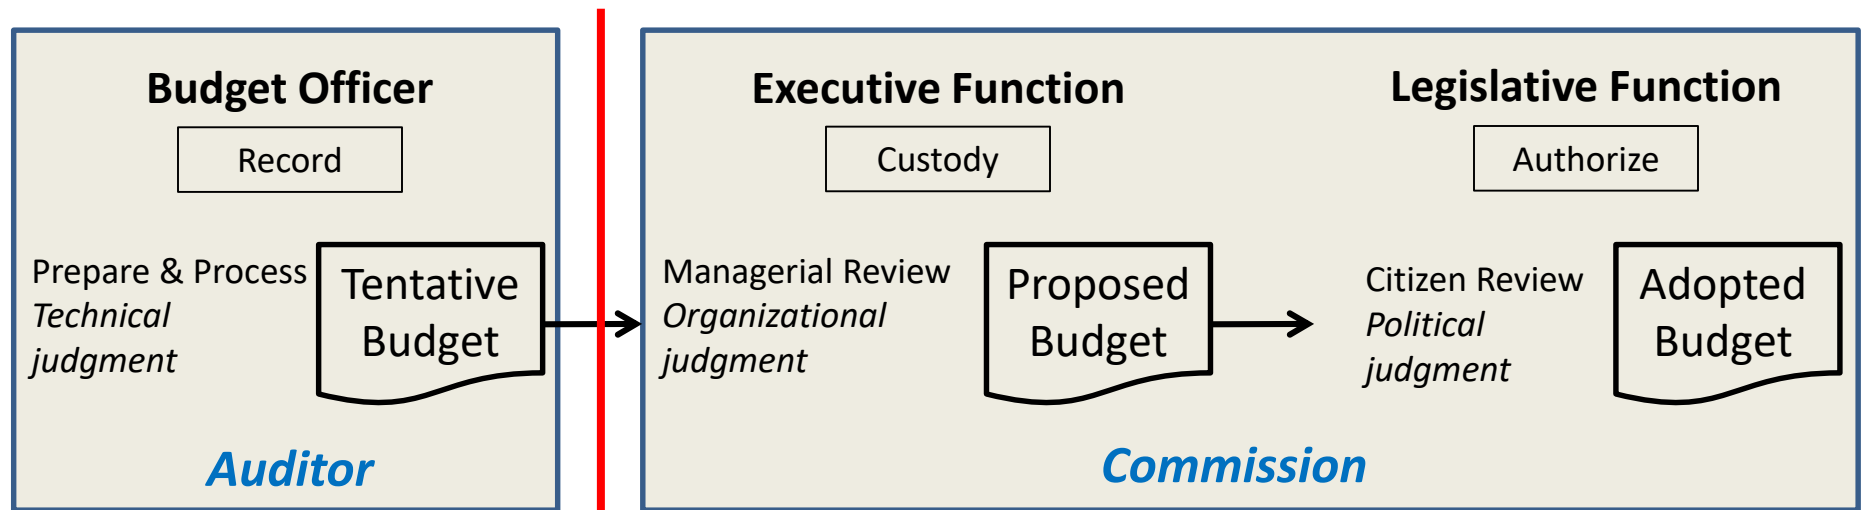 Budget Officer
Record
Prepare & Process
Technical
judgment
Tentative
Budget
Auditor
Executive Function
Custody
Managerial Review
Organizational
judgment
Proposed
Budget
Legislative Function
Authorize
Citizen Review
Political
judgment
Adopted
Budget
Commission